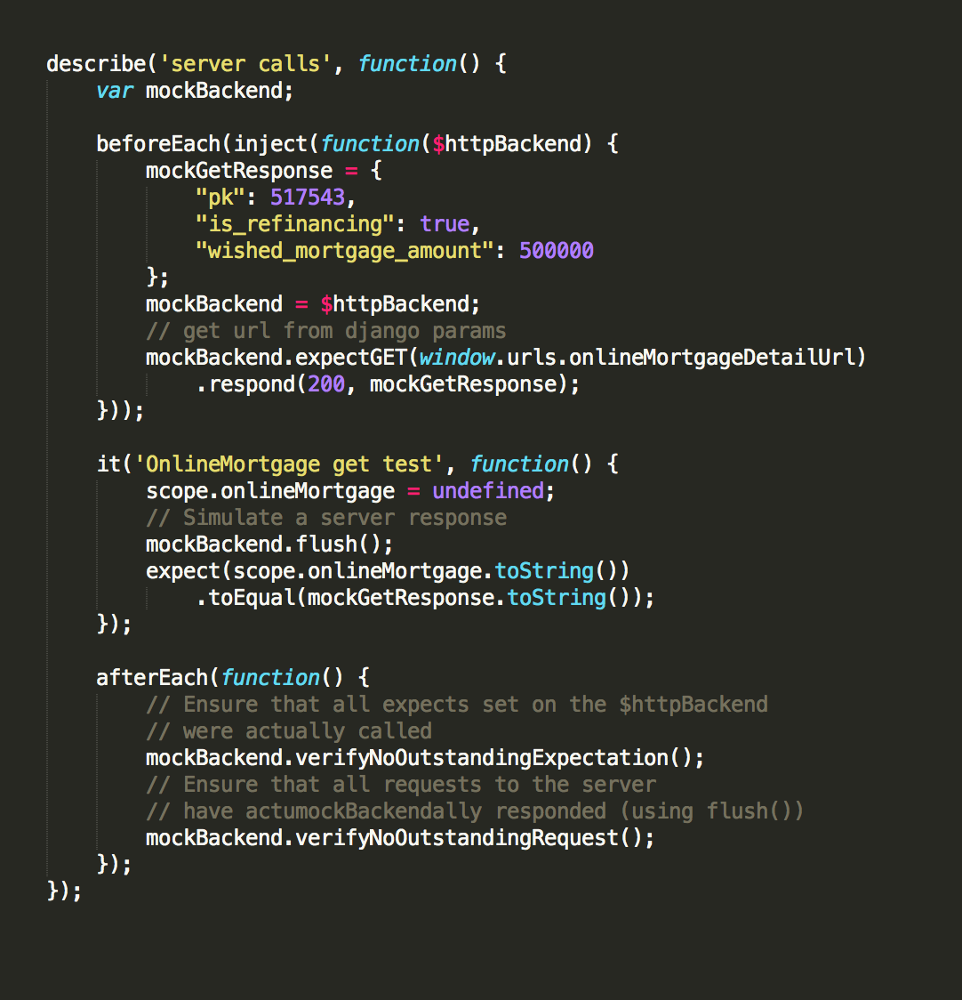 describe('server calls', function() {
    var mockBackend;

    beforeEach(inject(function($httpBackend) {
        mockGetResponse = {
            "pk": 517543,
            "is_refinancing": true,
            "wished_mortgage_amount": 500000
        };
        mockBackend = $httpBackend;
        // get url from django params
        mockBackend.expectGET(window.urls.onlineMortgageDetailUrl)
            .respond(200, mockGetResponse);
    }));

    it('OnlineMortgage get test', function() {
        scope.onlineMortgage = undefined;
        // Simulate a server response
        mockBackend.flush();
        expect(scope.onlineMortgage.toString())
            .toEqual(mockGetResponse.toString());
    });

    afterEach(function() {
        // Ensure that all expects set on the $httpBackend
        // were actually called
        mockBackend.verifyNoOutstandingExpectation();
        // Ensure that all requests to the server
        // have actumockBackendally responded (using flush())
        mockBackend.verifyNoOutstandingRequest();
    });
});